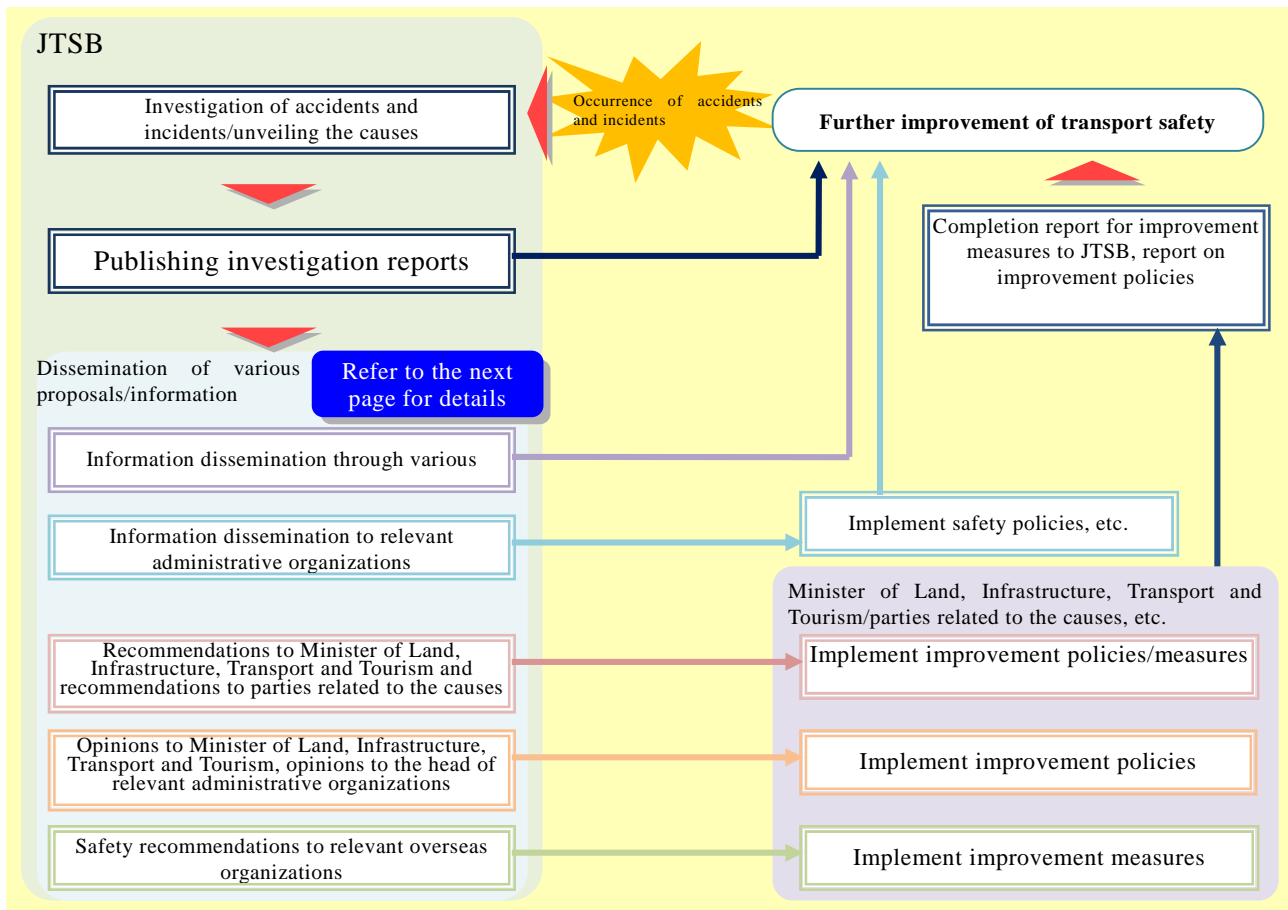 JTSB
Investigation of accidents and
incidents/unveiling the causes
Occurrence of accidents
and incidents
Further improvement of transport safety
Publishing investigation reports
Completion report for improvement
measures to JTSB, report on
improvement policies
Dissemination of various
proposals/information
Refer to the next
page for details
Information dissemination through various
Information dissemination to relevant
administrative organizations
Implement safety policies, etc.
Minister of Land, Infrastructure, Transport and
Tourism/parties related to the causes, etc.
Recommendations to Minister of Land,
Infrastructure, Transport and Tourism and
recommendations to parties related to the causes
Implement improvement policies/measures
Opinions to Minister of Land, Infrastructure,
Transport and Tourism, opinions to the head of
relevant administrative organizations
Implement improvement policies
Safety recommendations to relevant overseas
organizations
Implement improvement measures